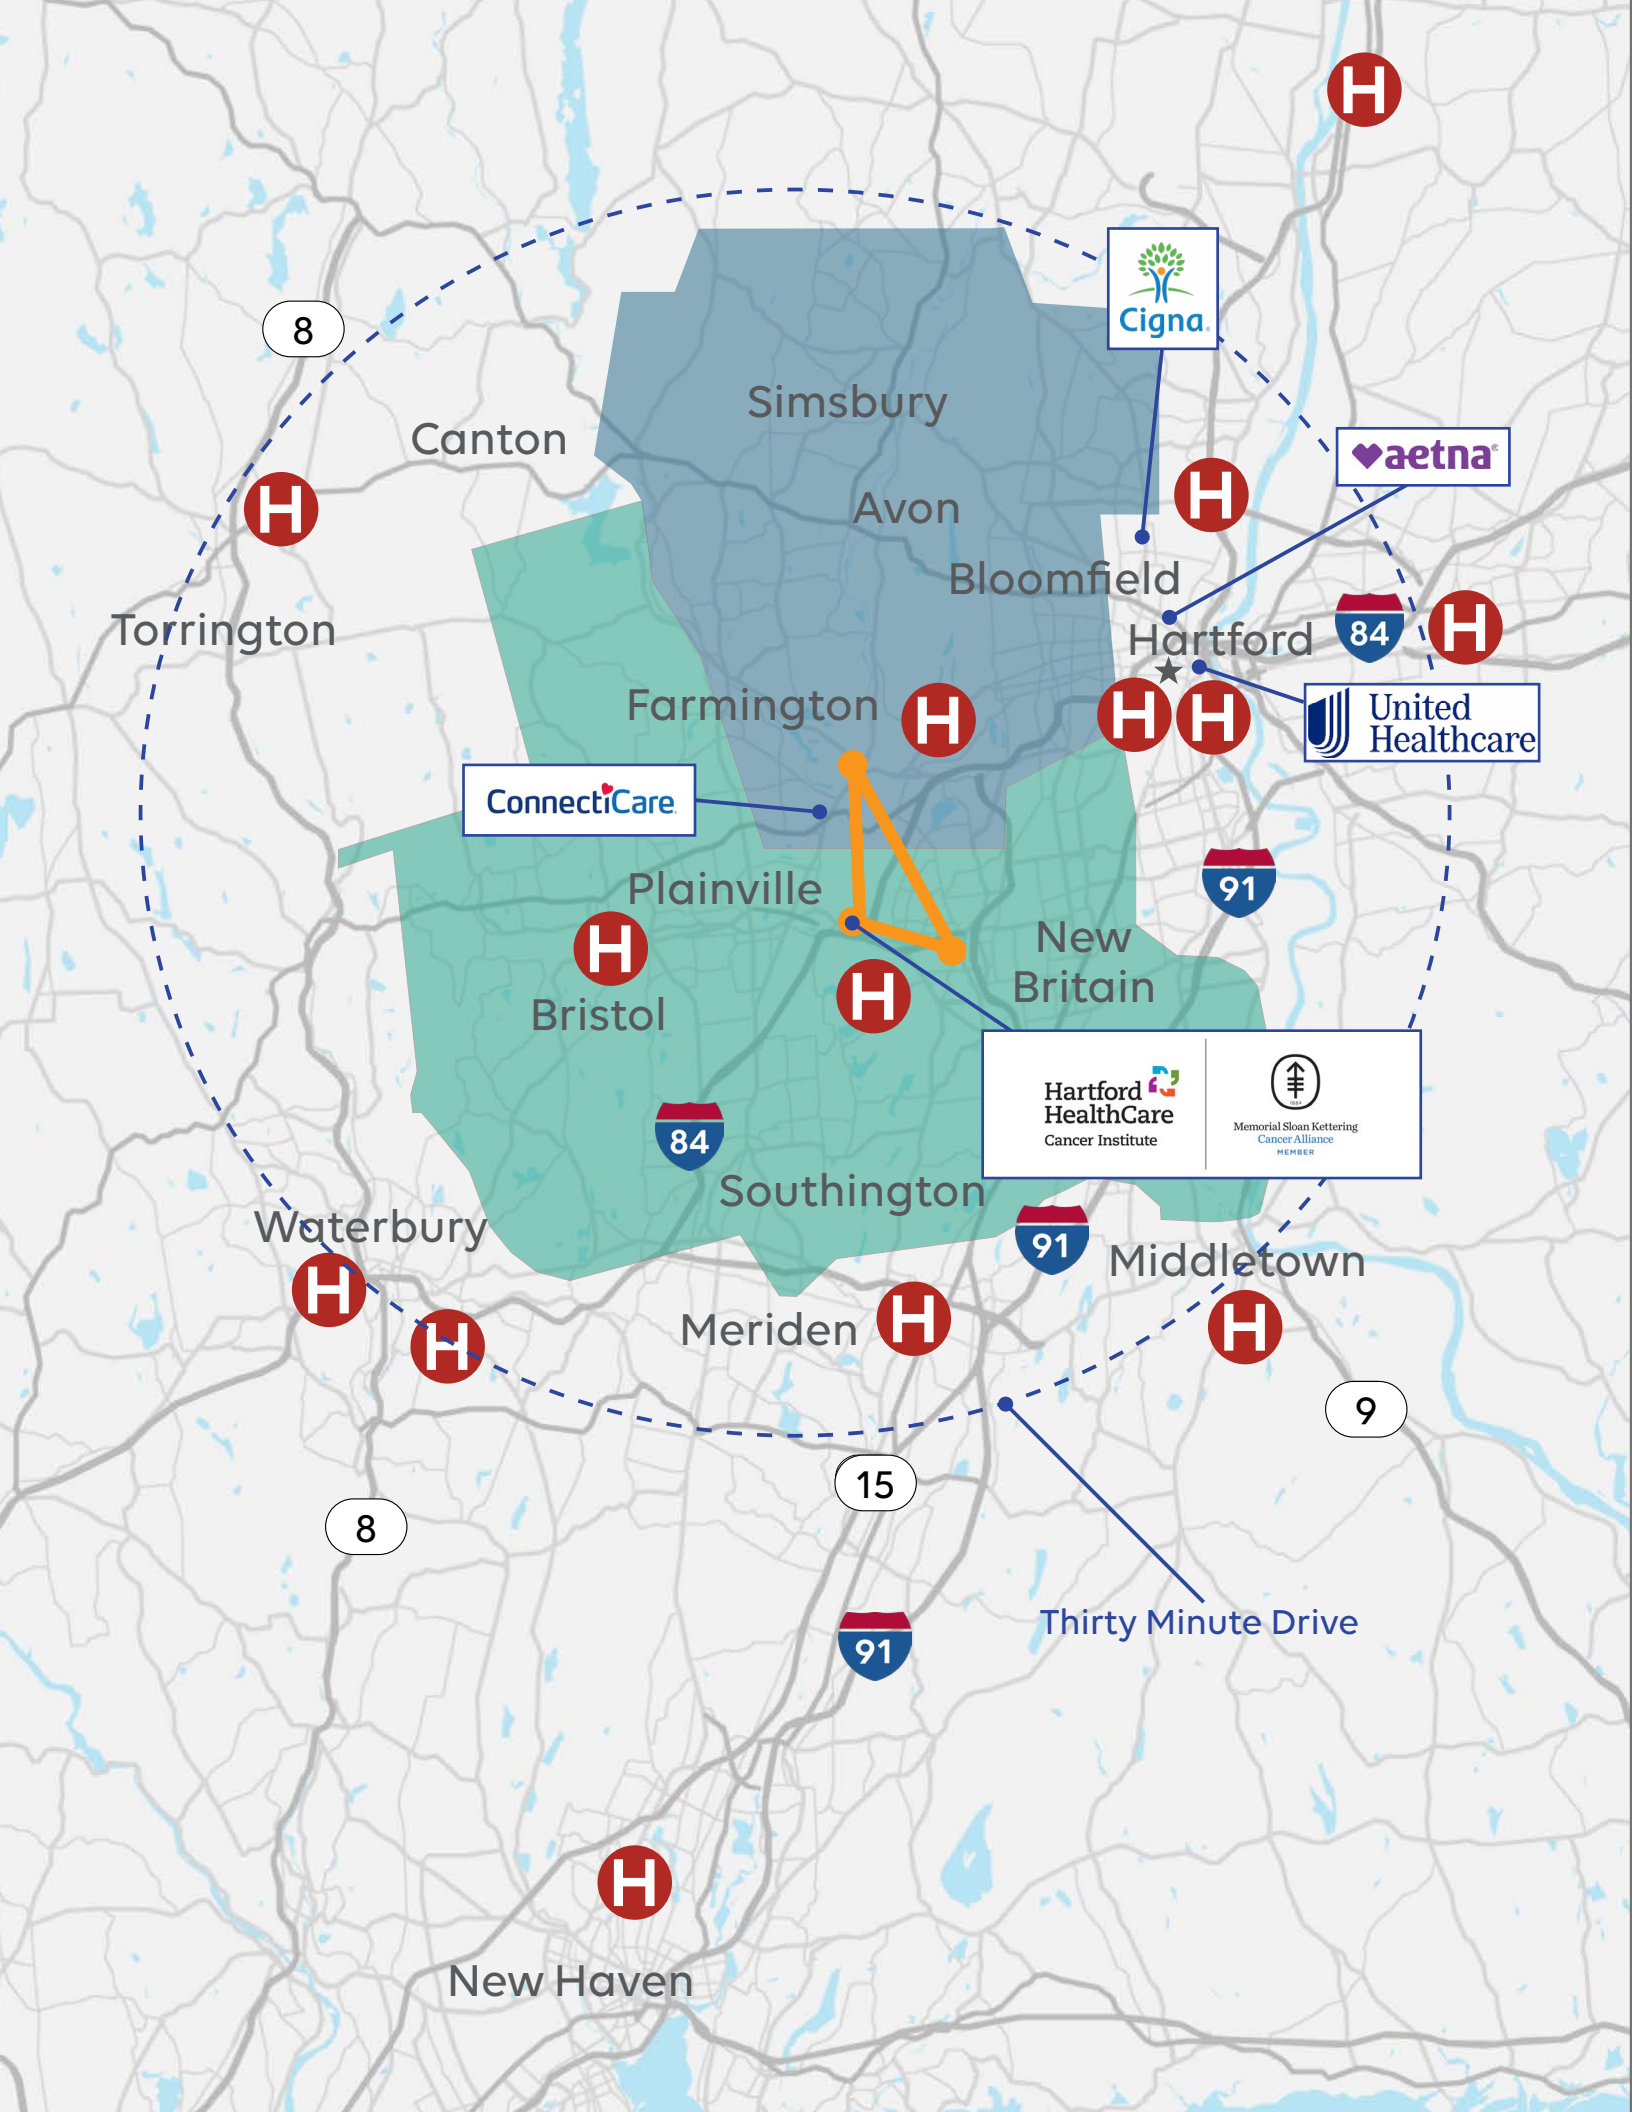 H
Cigna
8
Simsbury
Canton
aetna
H
H
Avon
Bloomfield
84
H
Torrington
Hartford
Farmington
H
H
H
United
Healthcare
ConnectiCare
Plainville
91
H
New
Britain
H
Bristol
Hartford
HealthCare
Cancer Institute
1884
Memorial Sloan Kettering
Cancer Alliance
MEMBER
84
Southington
Waterbury
91
Middletown
H
Meriden
H
H
H
9
15
8
Thirty Minute Drive
91
H
New Haven